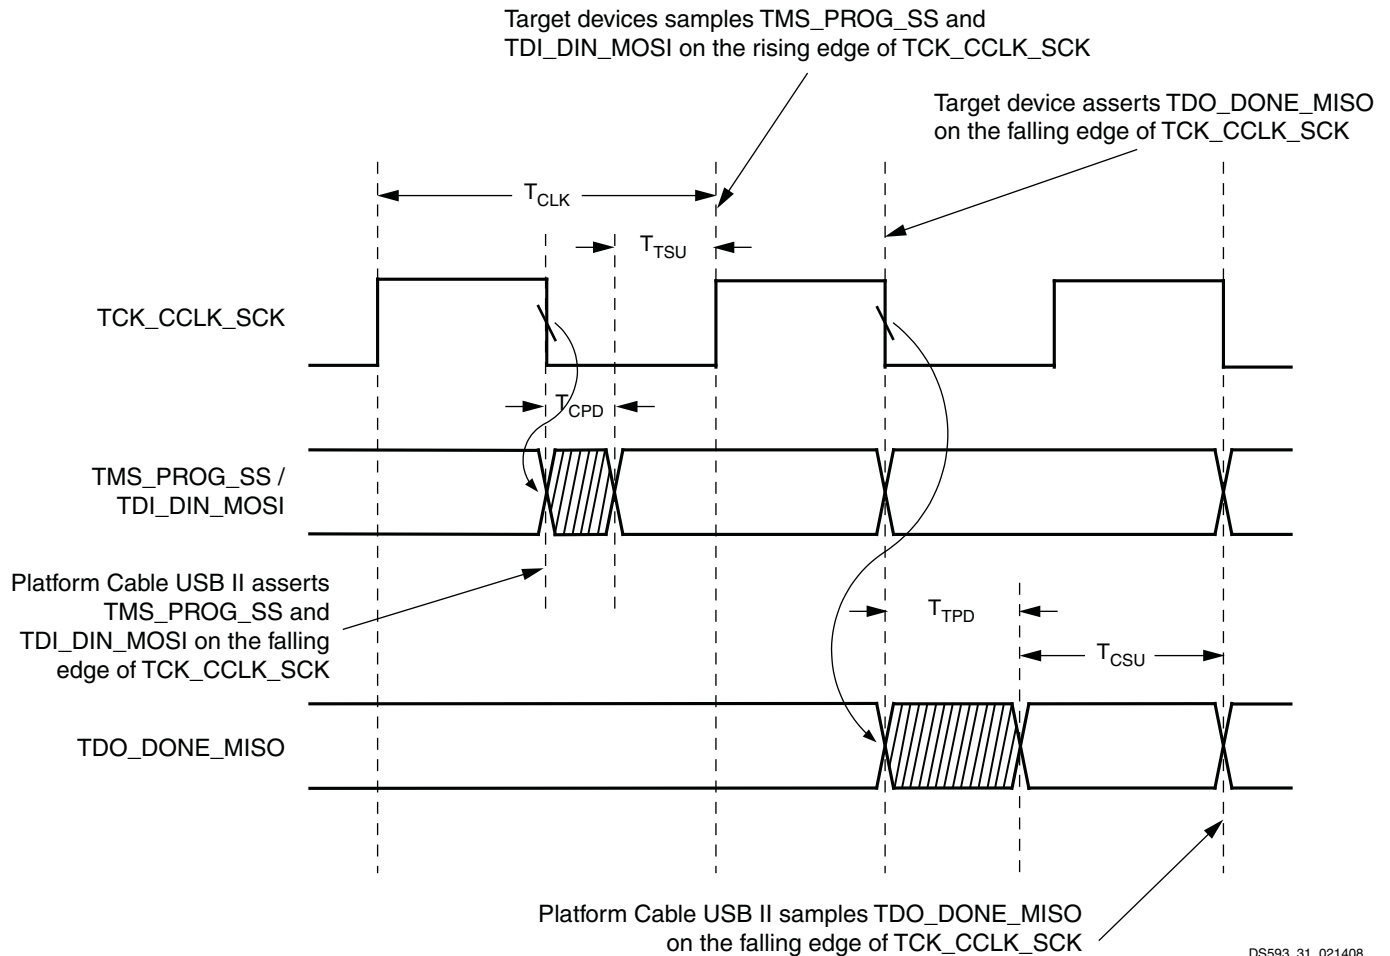 Target devices samples TMS_PROG_SS and
TDI_DIN_MOSI on the rising edge of TCK_CCLK_SCK
Target device asserts TDO_DONE_MISO
on the falling edge of TCK_CCLK_SCK
TCLK
TTSU
TCK_CCLK_SCK
TCPD
TMS_PROG_SS /
TDI_DIN_MOSI
Platform Cable USB II asserts
TMS_PROG_SS and
TDI_DIN_MOSI on the falling
edge of TCK_CCLK_SCK
TTPD
TCSU
TDO_DONE_MISO
Platform Cable USB II samples TDO_DONE_MISO
on the falling edge of TCK_CCLK_SCK
DS593_31_021408